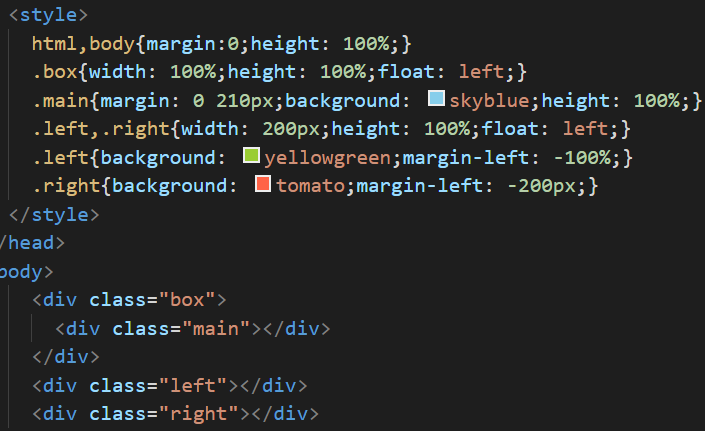 <style>
html,body{margin:0;height: 100%;}
.box{width: 100%;height: 100%;float: left;}
.main{margin: 0 210px;background: skyblue;height: 100%;}
.left,.right{width: 200px;height: 100%;float: left;}
.left{background: yellowgreen;margin-left: -100%;}
.right{background: tomato;margin-left: -200px;}
</style>
/head>
body>
<div class="box">
<div class="main"></div>
</div>
<div class="left"></div>
<div class="right"></div>